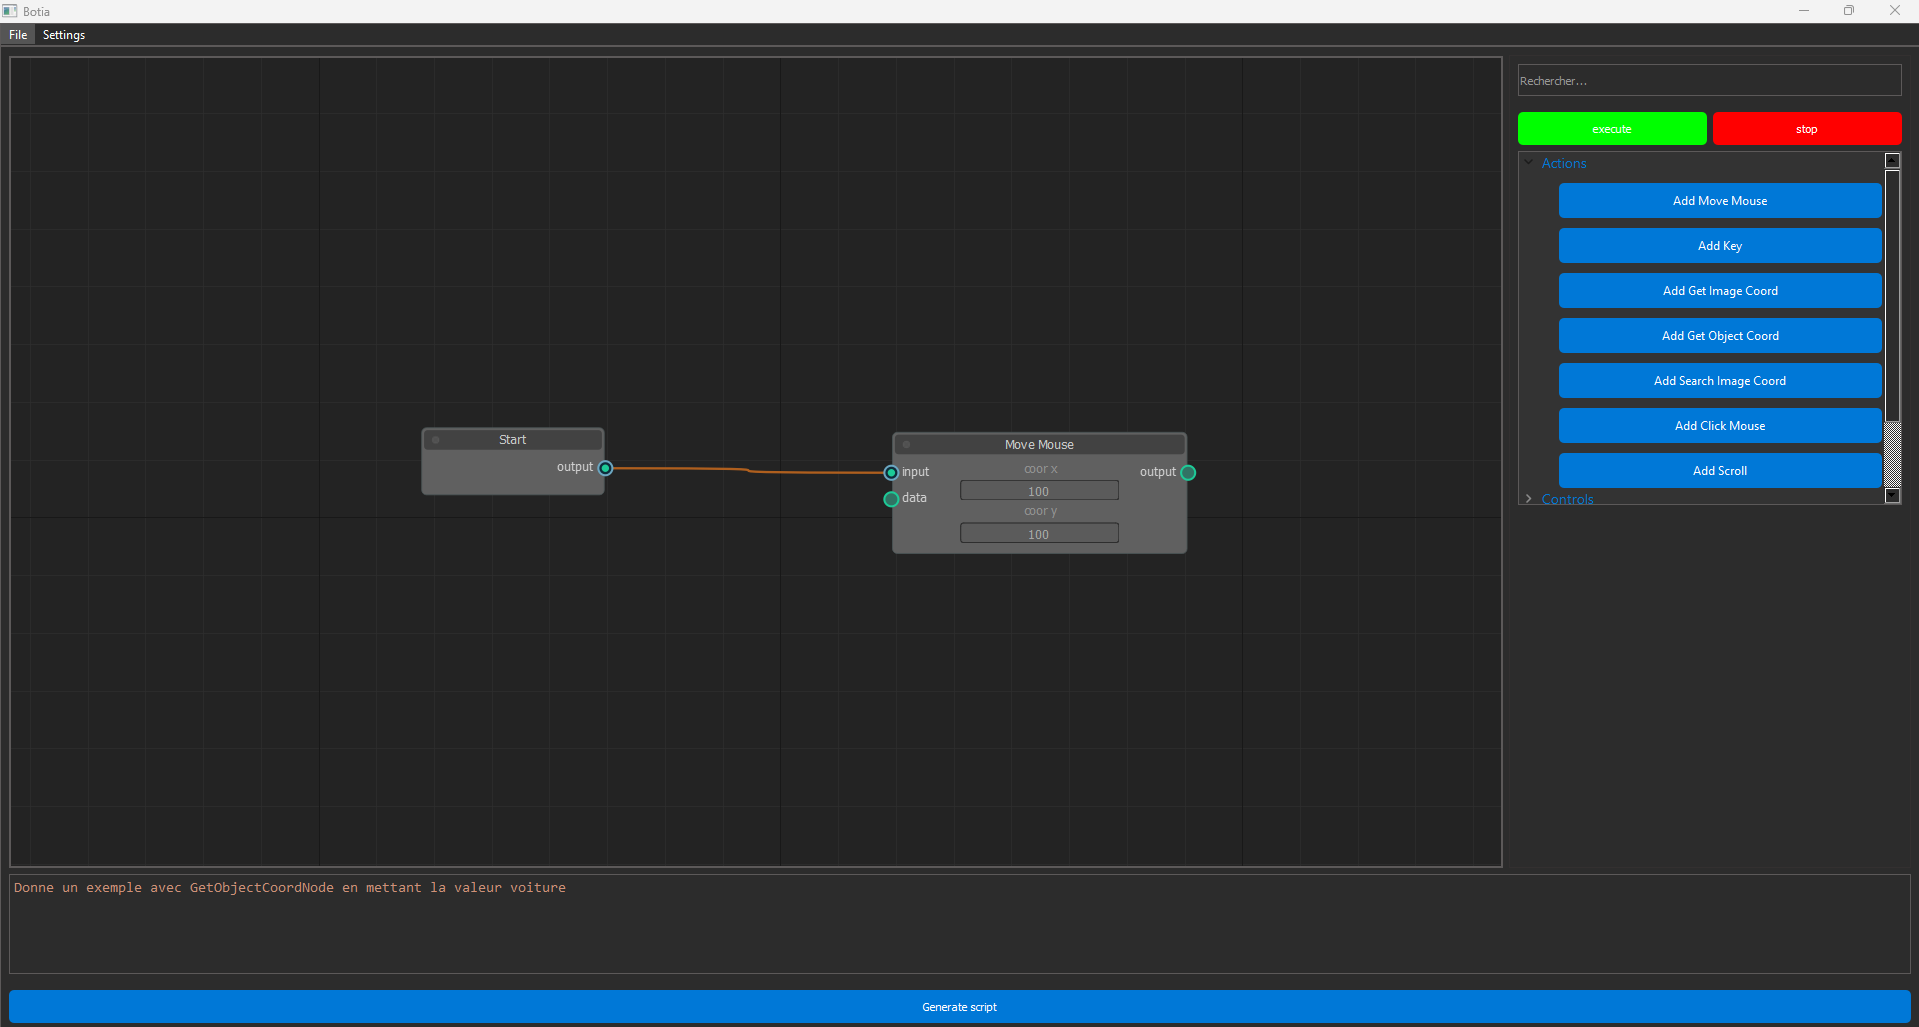 Botia
File Settings
Rechercher...
execute stop
Actions
Add Move Mouse
Add Key
Add Get Image Coord
Add Get Object Coord
Add Search Image Coord
Add Click Mouse
Add Scroll
Controls
Start
output
Move Mouse
input
data
coor x
100
coor y
100
output
Donne un exemple avec GetObjectCoordNode en mettant la valeur voiture
Generate script